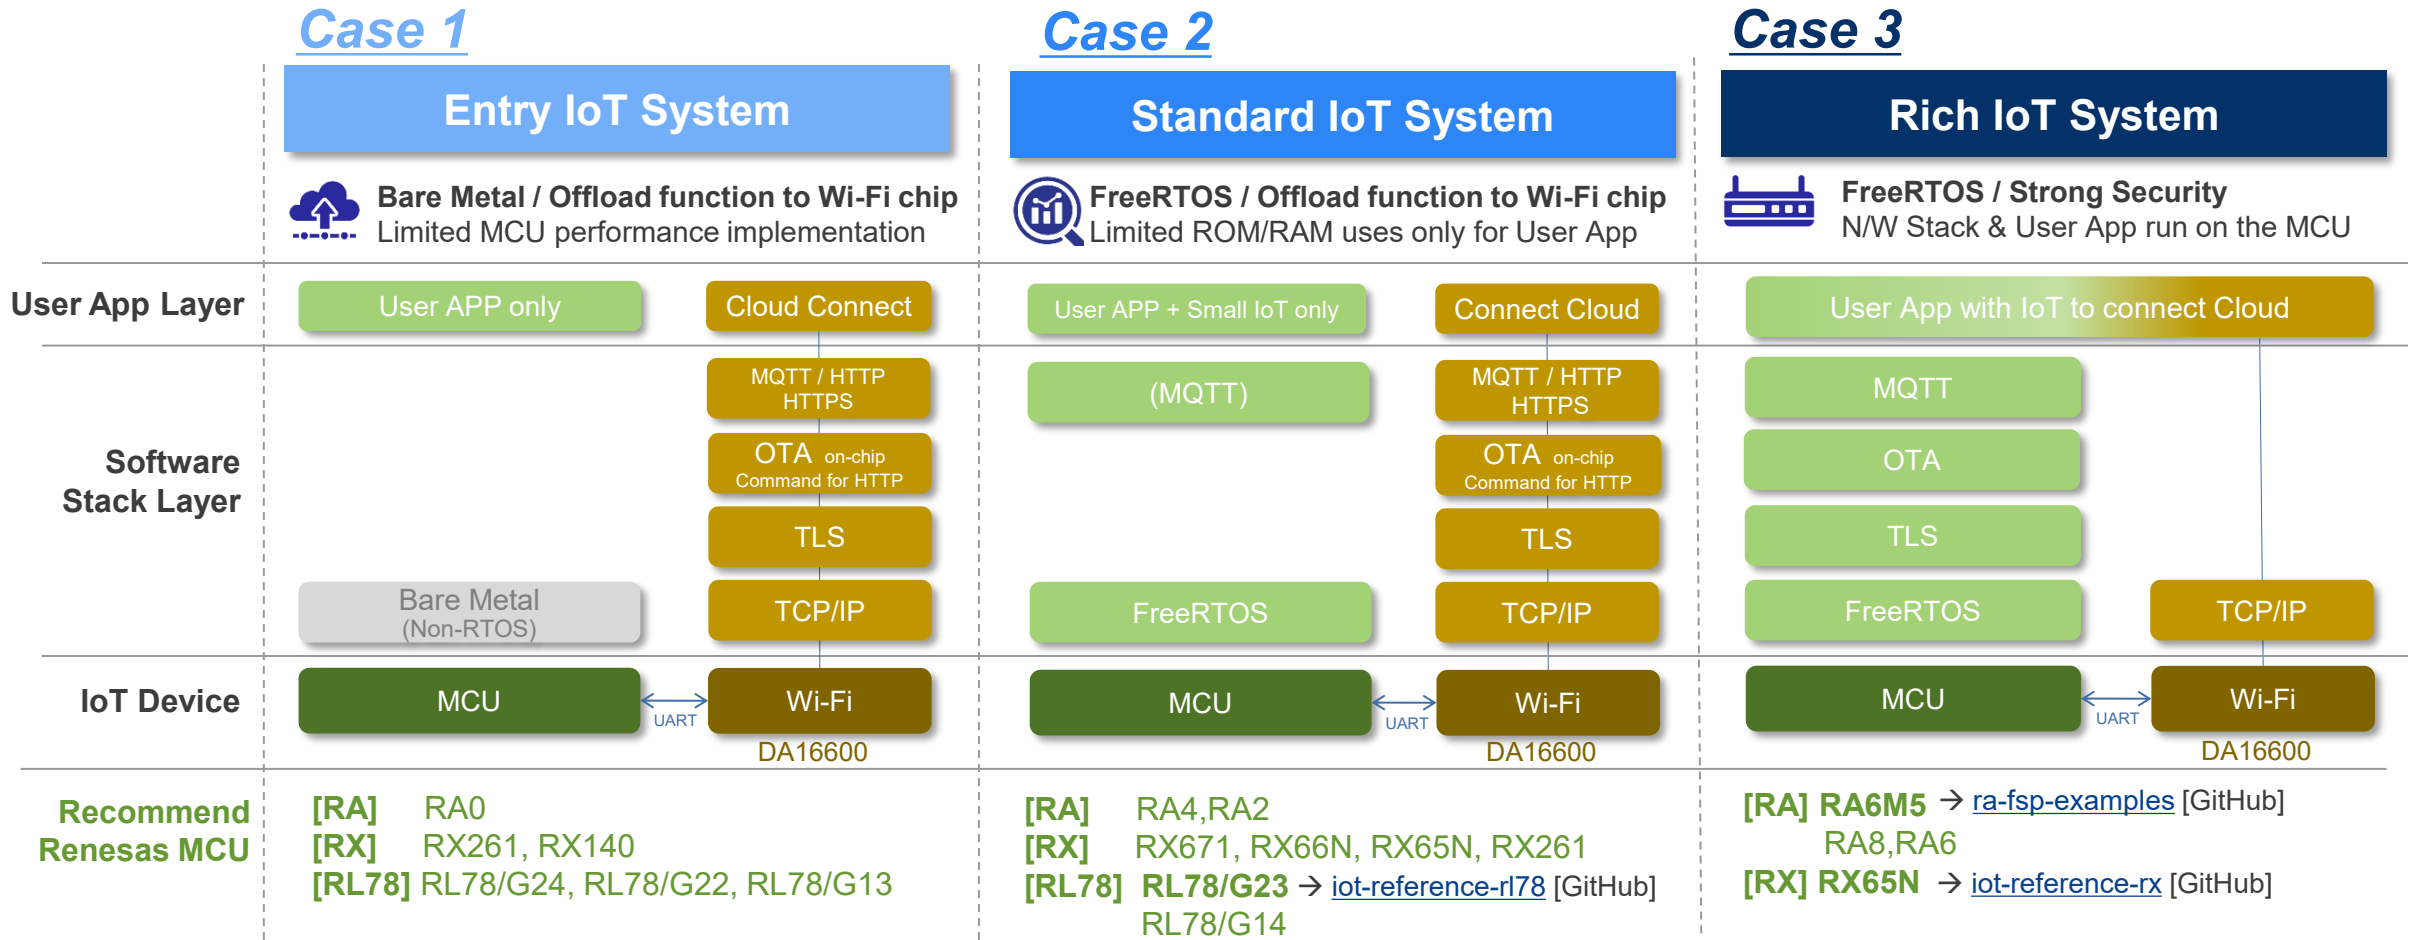 Case 1
Entry IoT System
Bare Metal / Offload function to Wi-Fi chip
Limited MCU performance implementation
Case 2
Standard IoT System
FreeRTOS / Offload function to Wi-Fi chip
Limited ROM/RAM uses only for User App
Case 3
Rich IoT System
FreeRTOS / Strong Security
N/W Stack & User App run on the MCU
User App Layer
User APP only
Cloud Connect
User APP + Small IoT only
Connect Cloud
User App with IoT to connect Cloud
Software
Stack Layer
MQTT / HTTP
HTTPS
OTA on-chip
Command for HTTP
TLS
Bare Metal
(Non-RTOS)
TCP/IP
(MQTT)
MQTT / HTTP
HTTPS
OTA on-chip
Command for HTTP
TLS
FreeRTOS
TCP/IP
MQTT
OTA
TLS
FreeRTOS
TCP/IP
IoT Device
MCU
UART
Wi-Fi
DA16600
MCU
UART
Wi-Fi
DA16600
MCU
UART
Wi-Fi
DA16600
Recommend
Renesas MCU
[RA] RA0
[RX] RX261, RX140
[RL78] RL78/G24, RL78/G22, RL78/G13
[RA] RA4,RA2
[RX] RX671, RX66N, RX65N, RX261
[RL78] RL78/G23 → iot-reference-rl78 [GitHub]
RL78/G14
[RA] RA6M5 → ra-fsp-examples [GitHub]
RA8,RA6
[RX] RX65N → iot-reference-rx [GitHub]